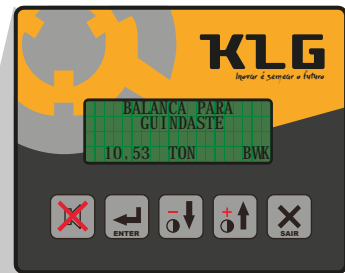 KLG
Inovar é semear o futuro
BALANCA PARA
GUINDASTE
10.53 TON BWK
ENTER
SAIR